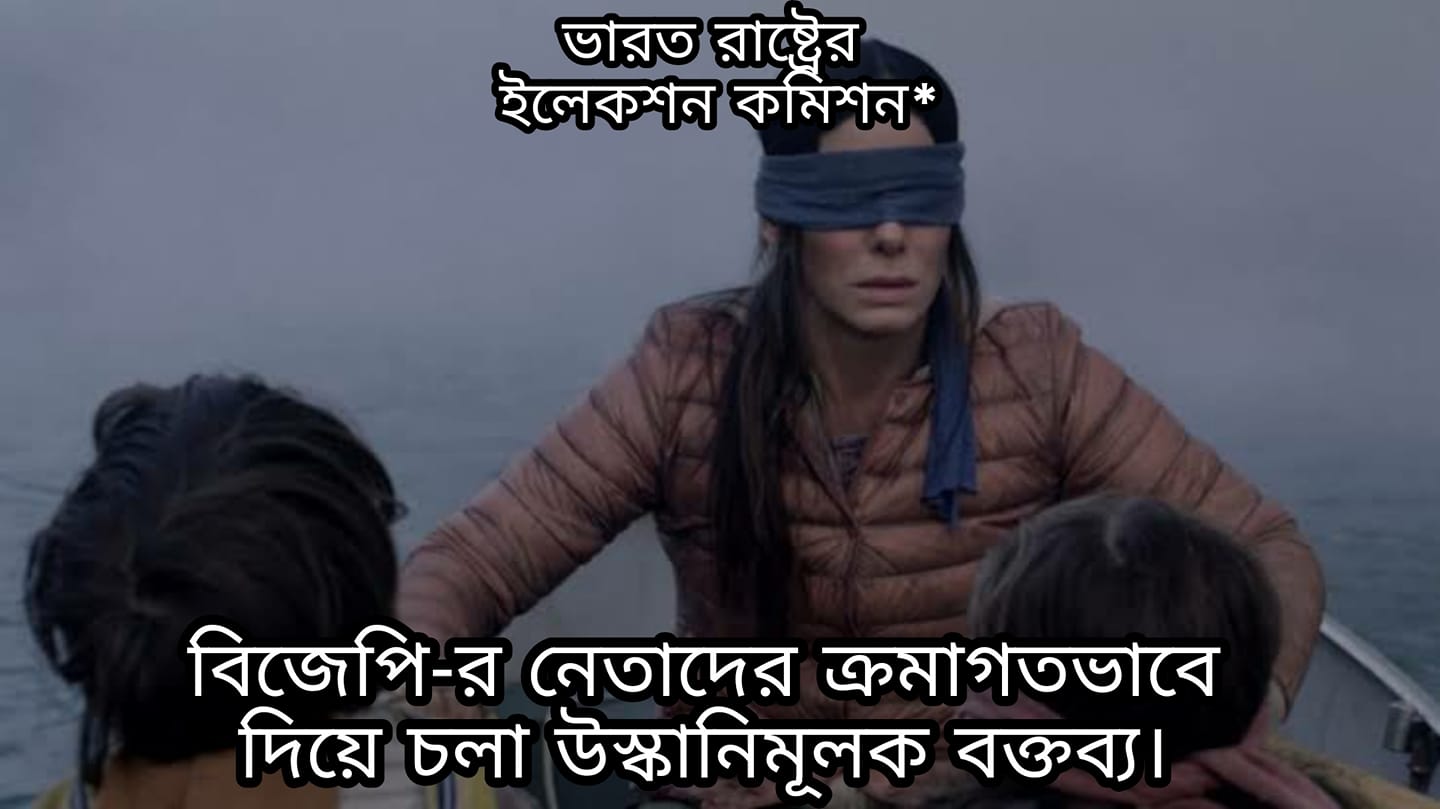 ভারত রাষ্ট্রের
ইলেকশন কমিশন*
বিজেপি-র নেতাদের ক্রমাগতভাবে
দিয়ে চলা উস্কানিমূলক বক্তব্য।